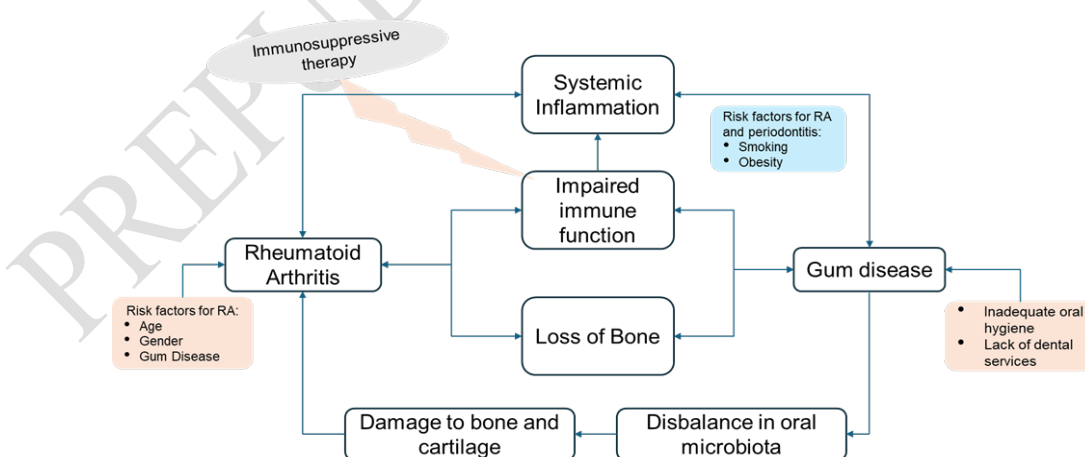 Immunosuppressive
therapy
Systemic
Inflammation
Risk factors for RA
and periodontitis:
• Smoking
• Obesity
Impaired
immune
function
Rheumatoid
Arthritis
Gum disease
Risk factors for RA:
• Age
• Gender
• Gum Disease
Loss of Bone
• Inadequate oral
hygiene
• Lack of dental
services
Damage to bone and
cartilage
Disbalance in oral
microbiota